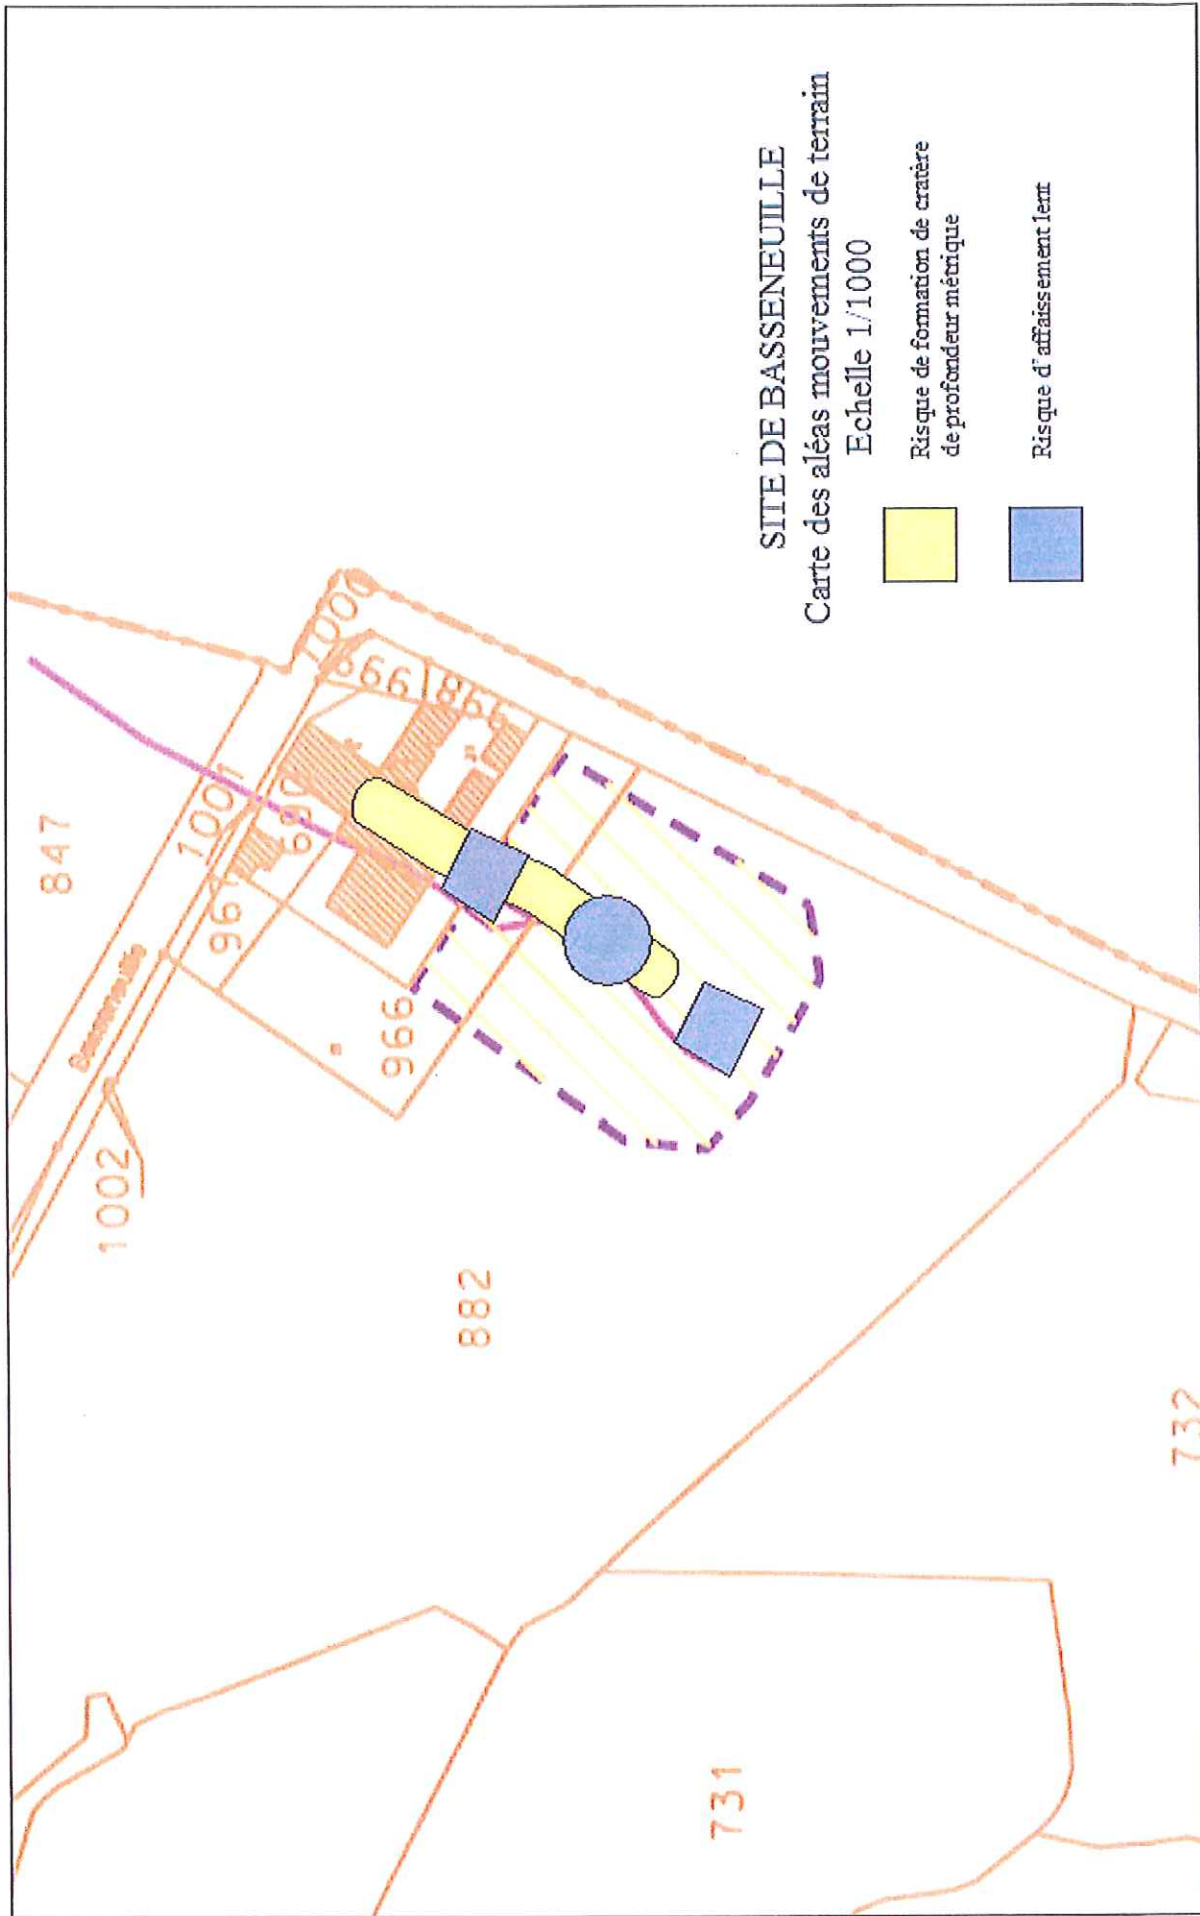 SITE DE BASSENEUILLE
Carte des aléas mouvements de terrain
Echelle 1/1000
Risque de formation de cratère
de profondeur métrique
Risque d'affaissement lent
847
1001
1000
999
998
967
966
1002
882
731
732